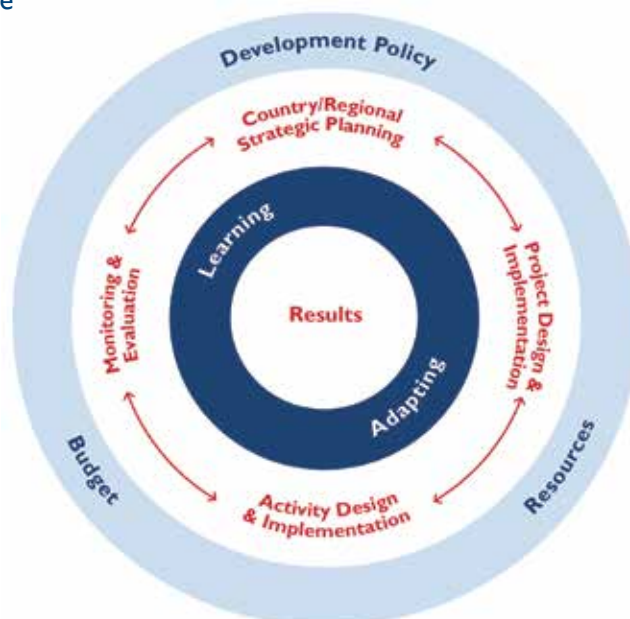 e
Development Policy
Country/Regional
Strategic Planning
Learning
Monitoring &
Evaluation
Results
Project Design &
Implementation
Adapting
Budget
Resources
Activity Design
& Implementation